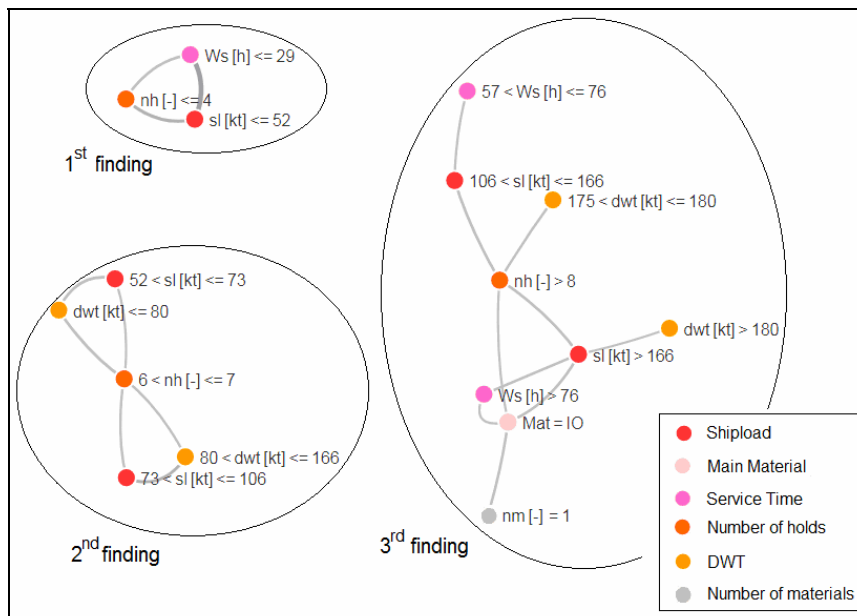 Ws [h] <= 29
nh [-] <= 4
sl [kt] <= 52
1st finding
52 < sl [kt] <= 73
dwt [kt] <= 80
6 < nh [-] <= 7
80 < dwt [kt] <= 166
73 < sl [kt] <= 106
2nd finding
57 < Ws [h] <= 76
106 < sl [kt] <= 166
175 < dwt [kt] <= 180
nh [-] > 8
dwt [kt] > 180
sl [kt] > 166
Ws [h] > 76
Mat = IO
nm [-] = 1
3rd finding
Shipload
Main Material
Service Time
Number of holds
DWT
Number of materials